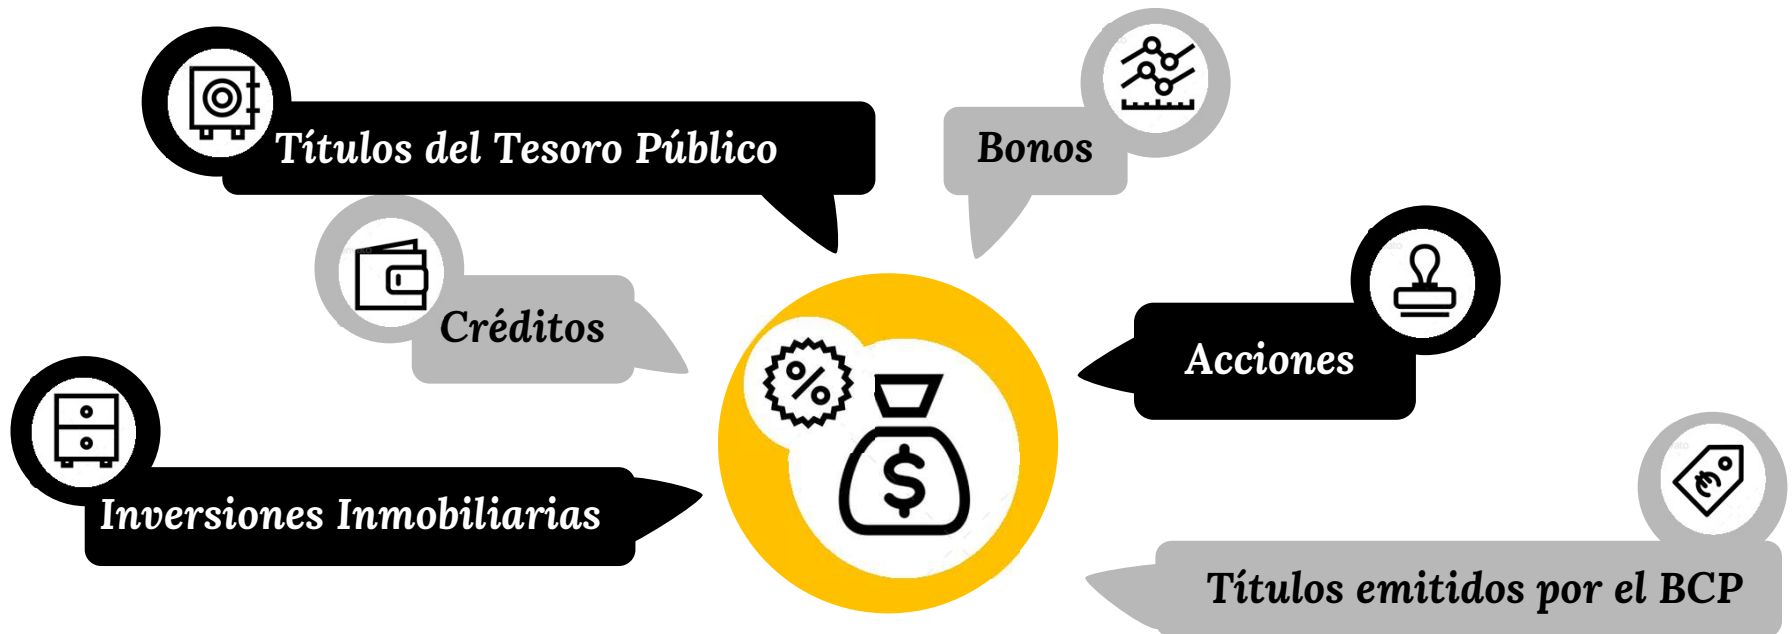 Títulos del Tesoro Público
Bonos
Créditos
Acciones
Inversiones Inmobiliarias
Títulos emitidos por el BCP